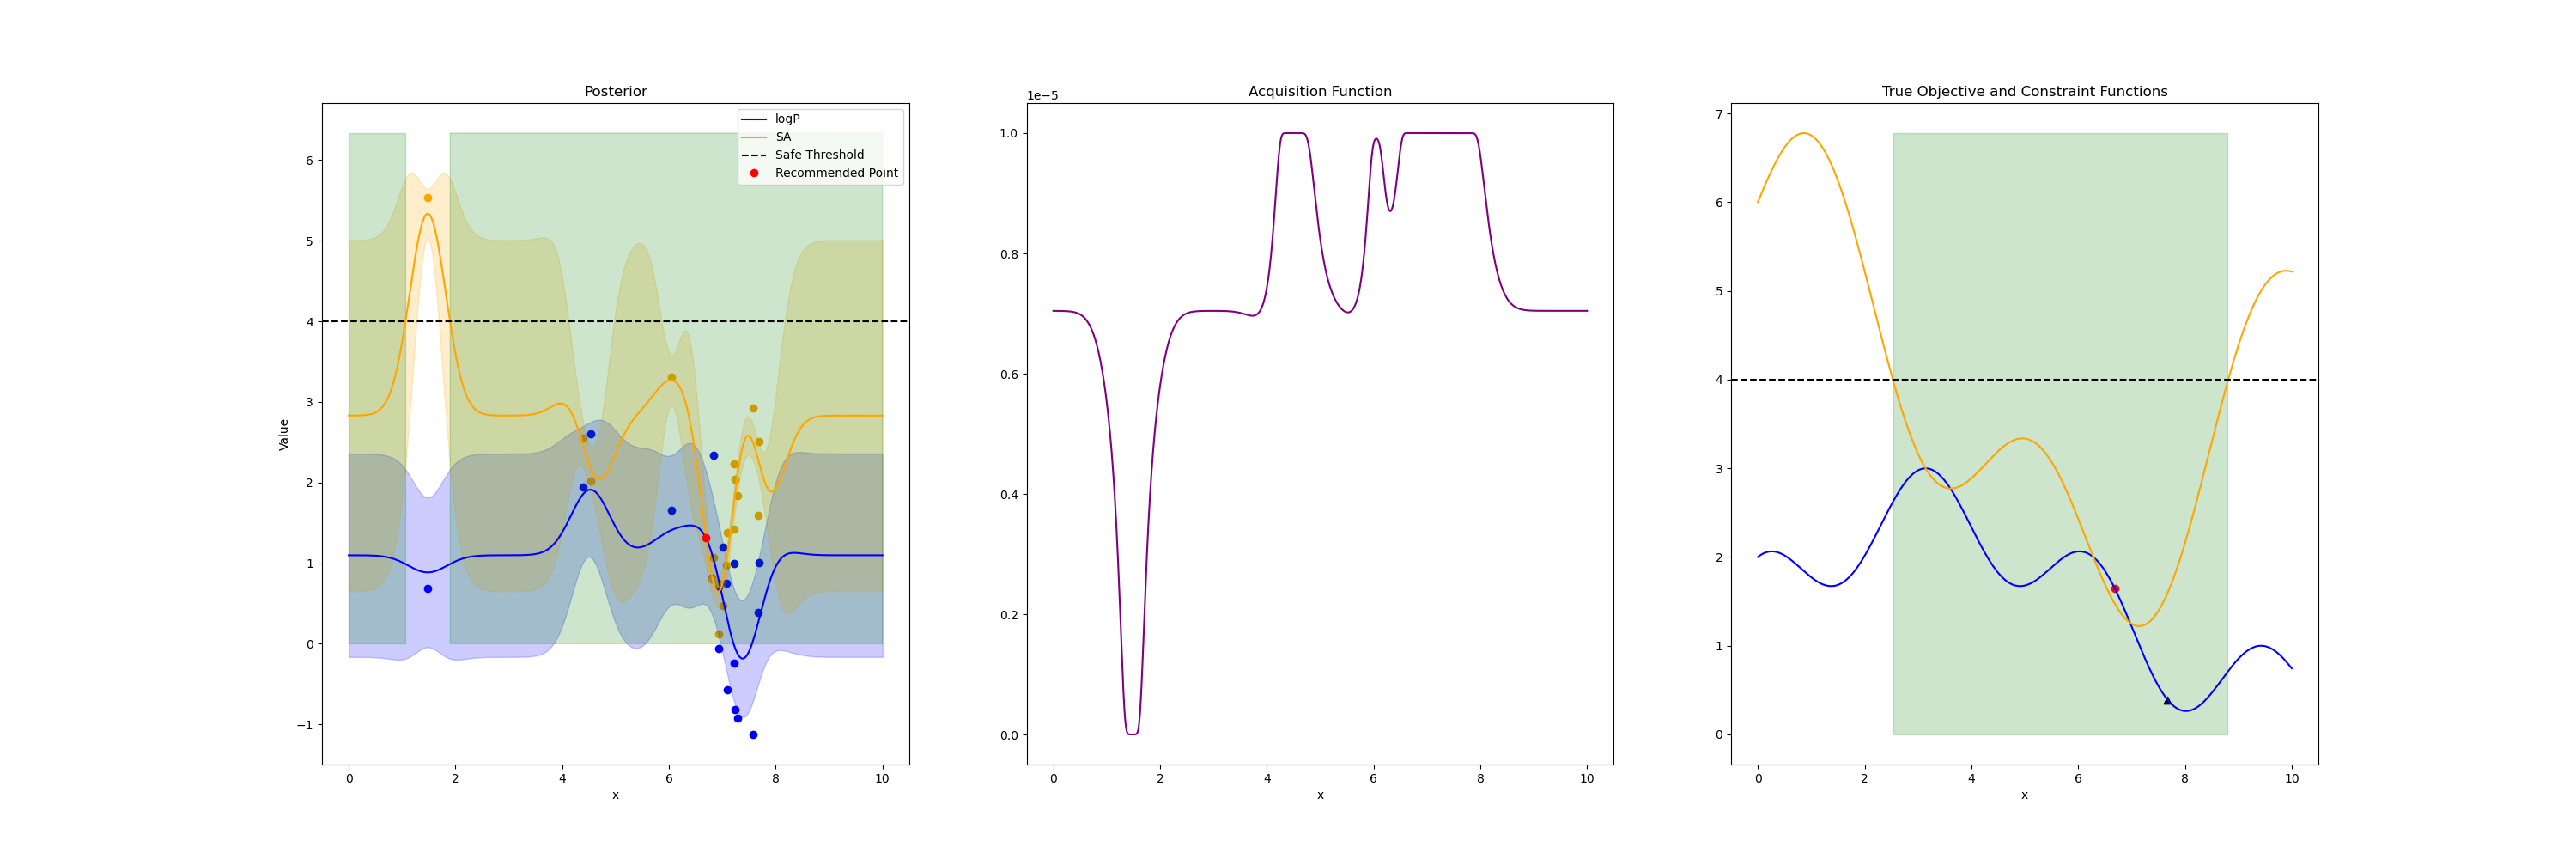 Posterior
logP
SA
Safe Threshold
Recommended Point
Value
6
5
4
3
2
1
0
−1
0 2 4 6 8 10
x
Acquisition Function
1e−5
1.0
0.8
0.6
0.4
0.2
0.0
0 2 4 6 8 10
x
True Objective and Constraint Functions
7
6
5
4
3
2
1
0
0 2 4 6 8 10
x